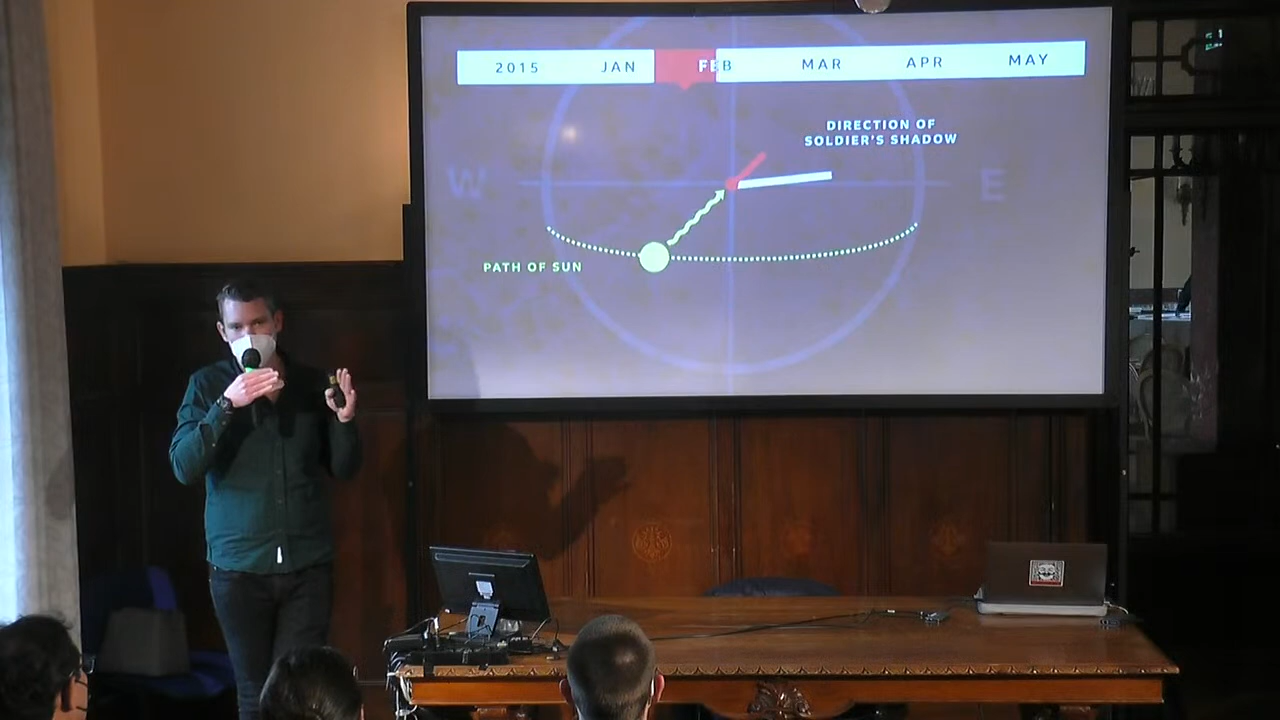 2015 JAN FEB MAR APR MAY
DIRECTION OF
SOLDIER'S SHADOW
W E
PATH OF SUN